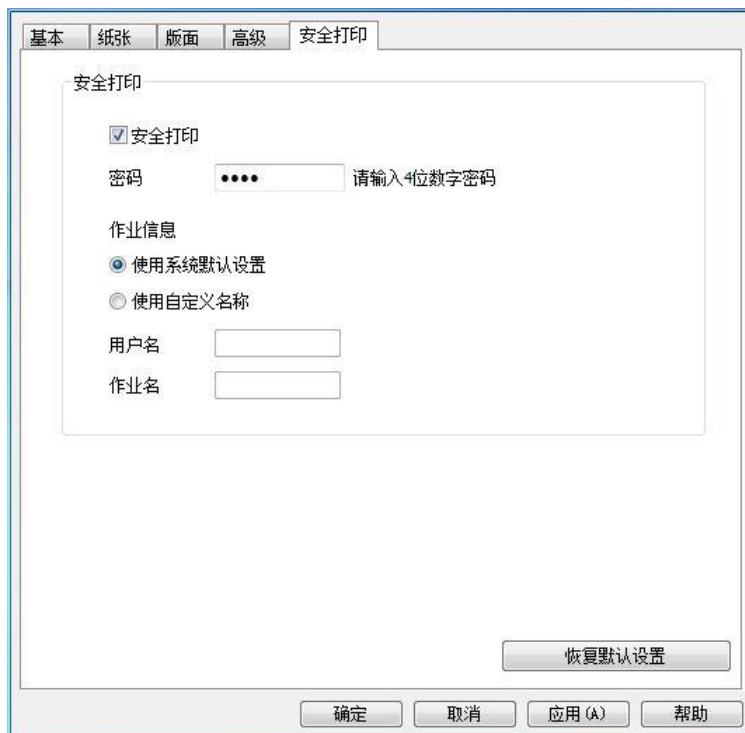 基本 纸张 版面 高级 安全打印
安全打印
安全打印
密码 •••• 请输入4位数字密码
作业信息
使用系统默认设置
使用自定义名称
用户名
作业名
恢复默认设置
确定 取消 应用(A) 帮助